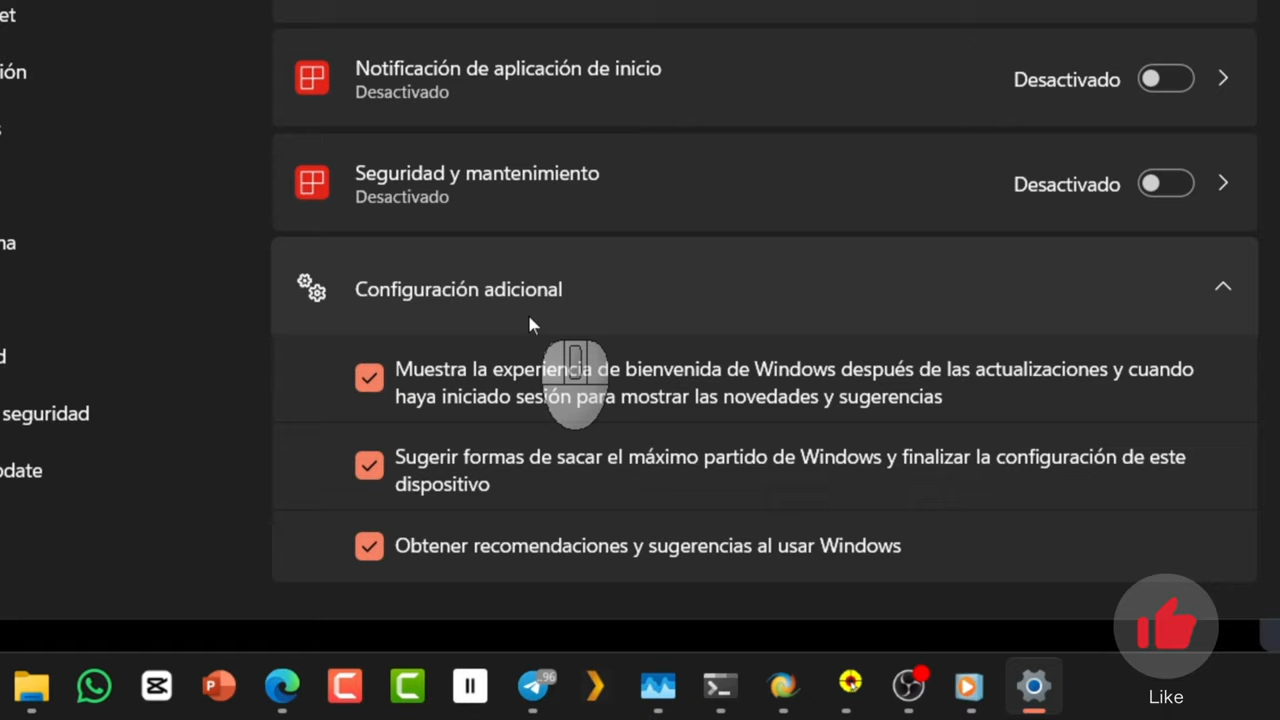 et
ión
s
na
d
seguridad
pdate
Notificación de aplicación de inicio
Desactivado
Desactivado
Seguridad y mantenimiento
Desactivado
Desactivado
Configuración adicional
Muestra la experiencia de bienvenida de Windows después de las actualizaciones y cuando
haya iniciado sesión para mostrar las novedades y sugerencias
Sugerir formas de sacar el máximo partido de Windows y finalizar la configuración de este
dispositivo
Obtener recomendaciones y sugerencias al usar Windows
96
Like